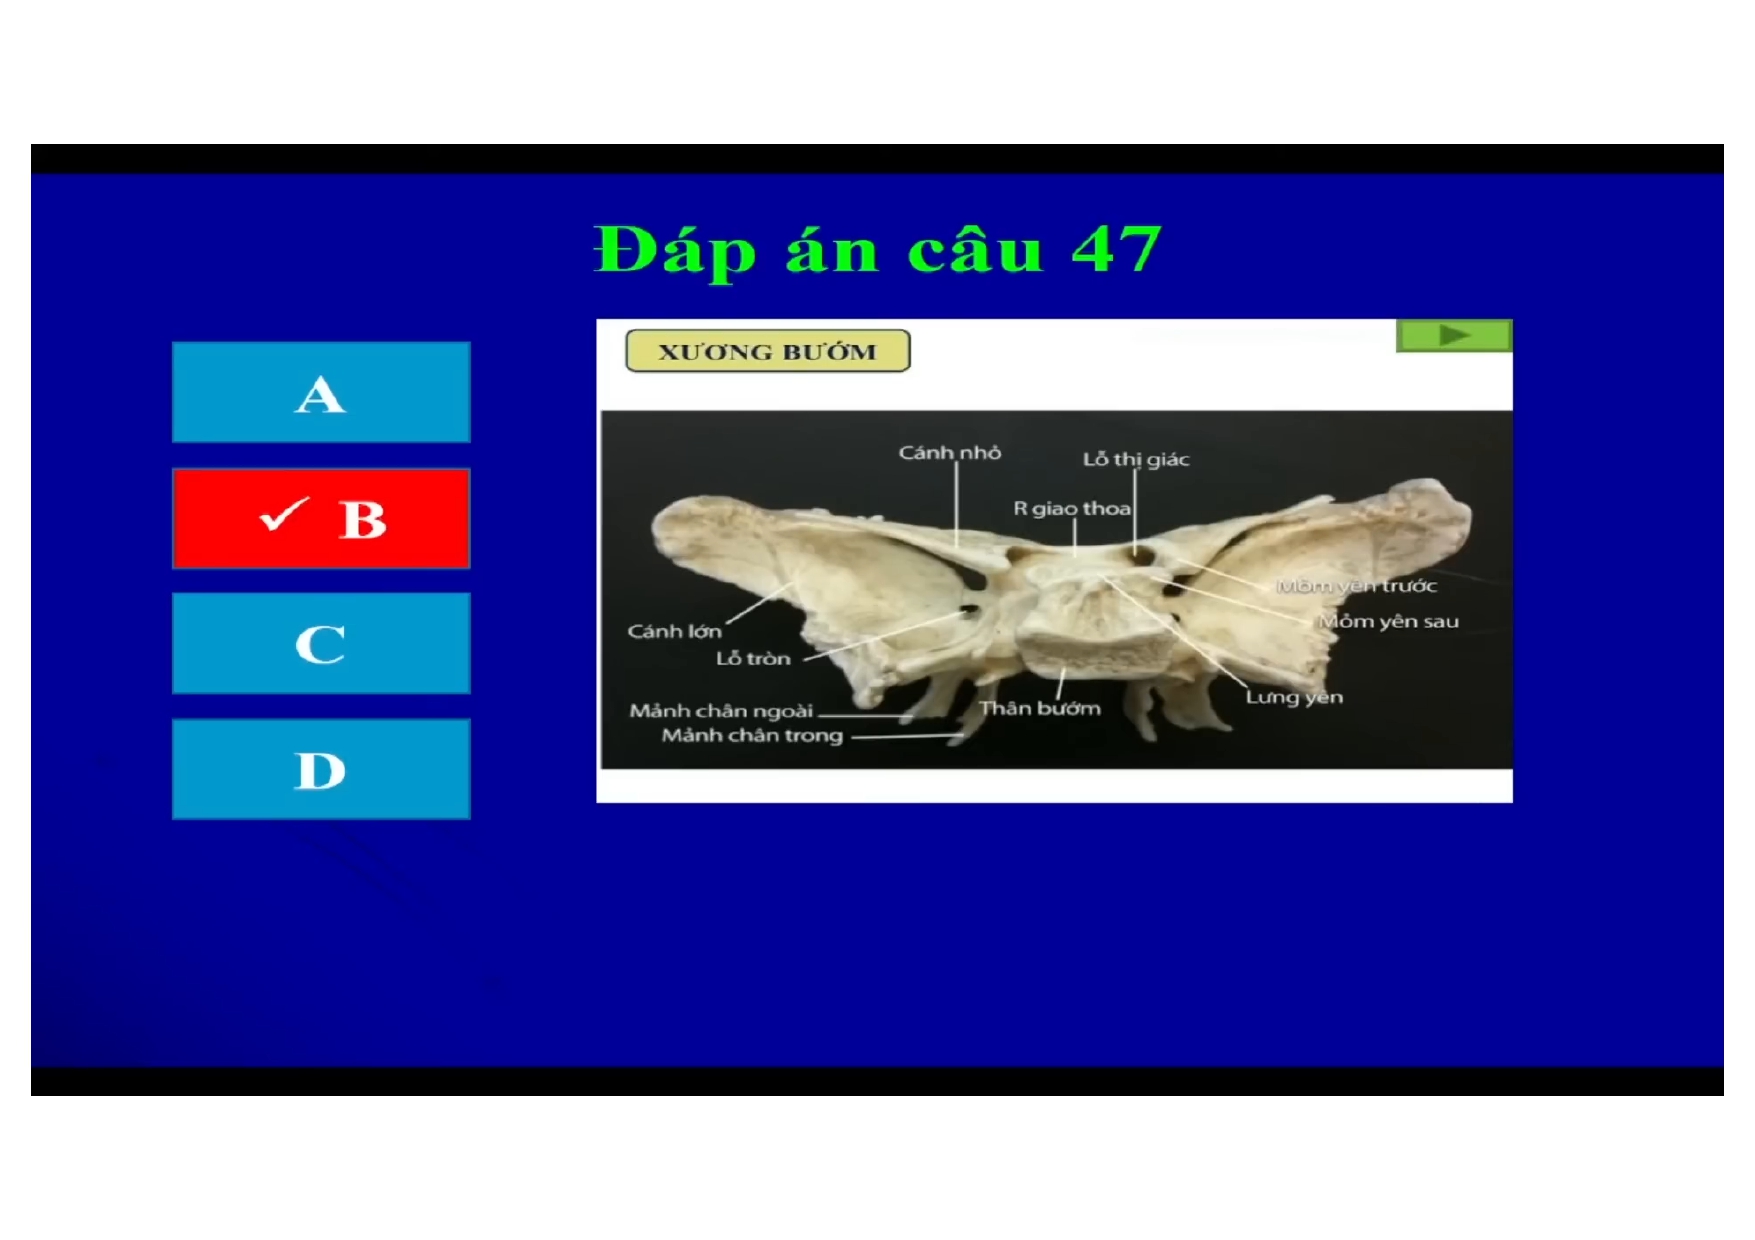 Đáp án câu 47
A
✓ B
C
D
XƯƠNG BƯỚM
Cánh nhỏ
Lỗ thị giác
R giao thoa
Mỏm yên trước
Mỏm yên sau
Cánh lớn
Lỗ tròn
Lưng yên
Mảnh chân ngoài
Thân bướm
Mảnh chân trong